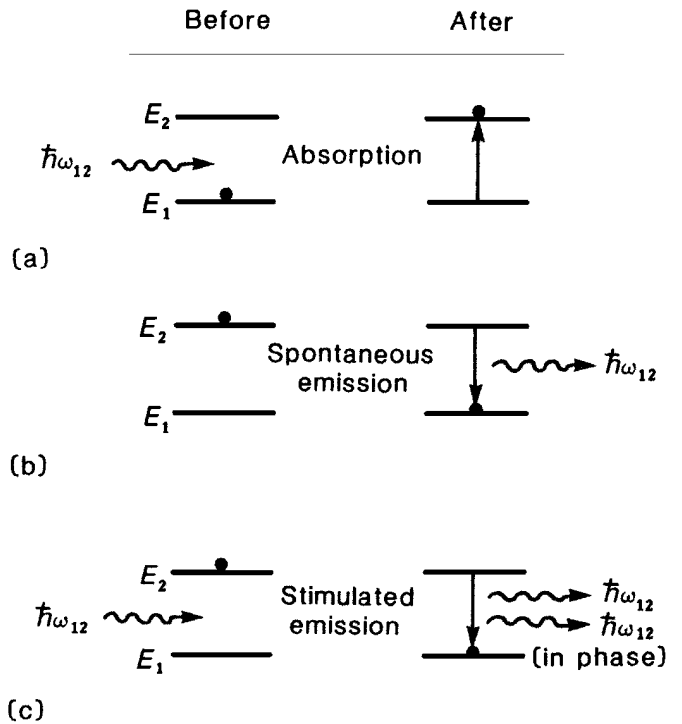 Before After
E₂
ħω₁₂ Absorption
E₁
(a)
E₂
Spontaneous
emission ħω₁₂
E₁
(b)
E₂
ħω₁₂ Stimulated ħω₁₂
emission ħω₁₂
E₁ (in phase)
(c)